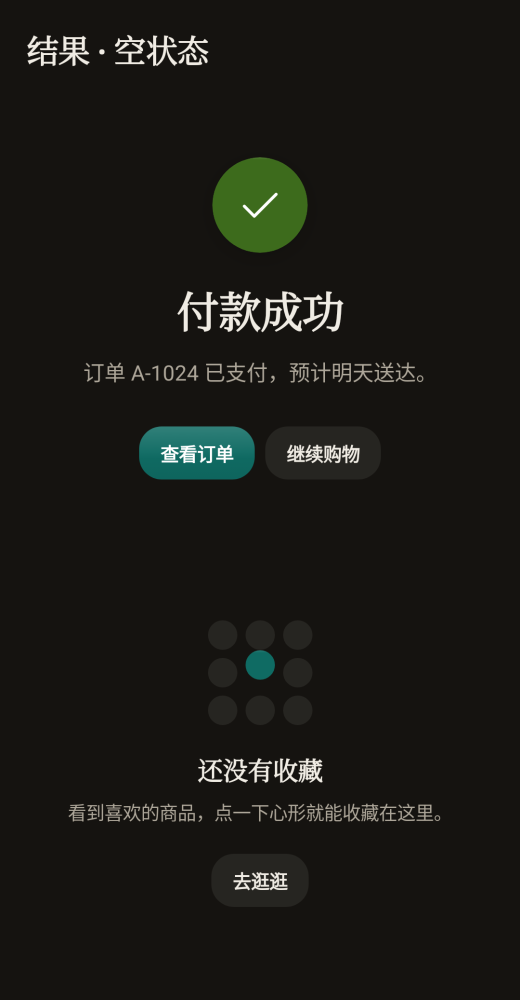 结果 · 空状态
付款成功
订单 A-1024 已支付，预计明天送达。
查看订单
继续购物
还没有收藏
看到喜欢的商品，点一下心形就能收藏在这里。
去逛逛